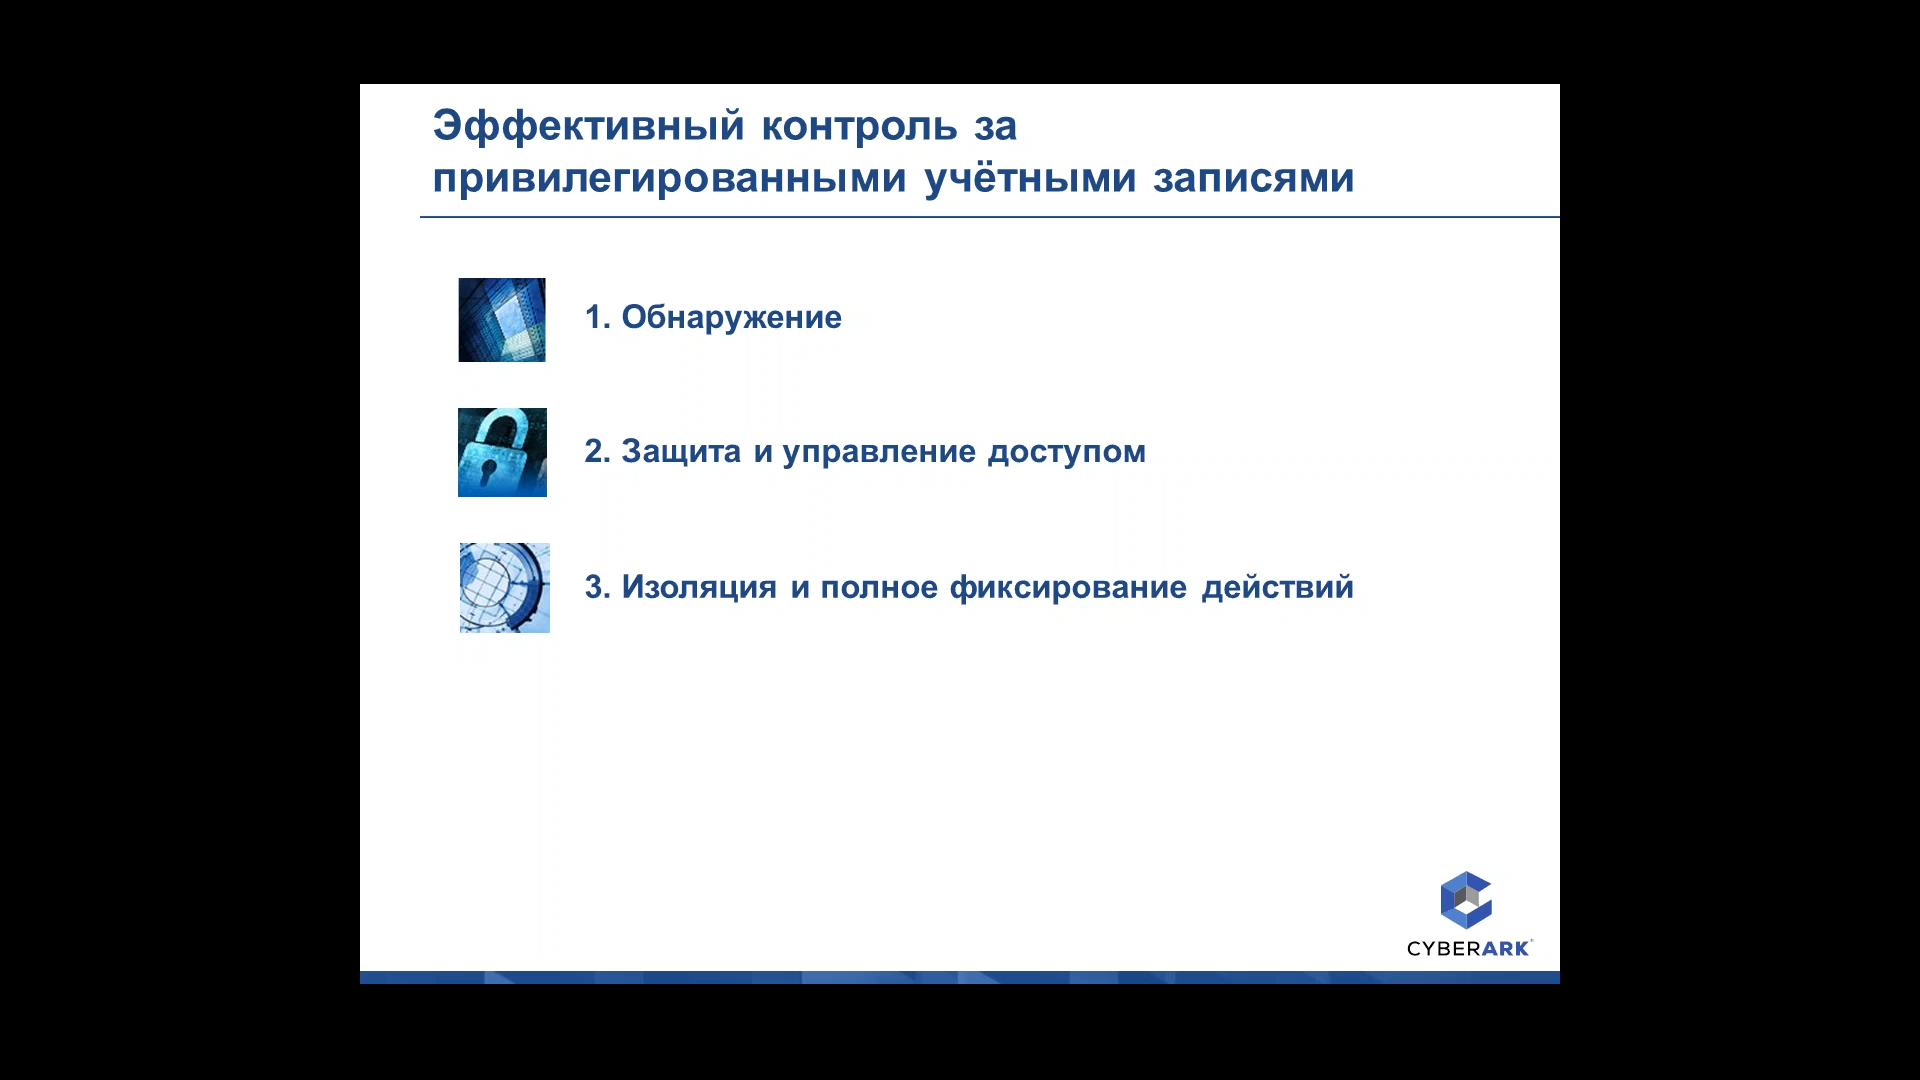 Эффективный контроль за
привилегированными учётными записями
1. Обнаружение
2. Защита и управление доступом
3. Изоляция и полное фиксирование действий
CYBERARK